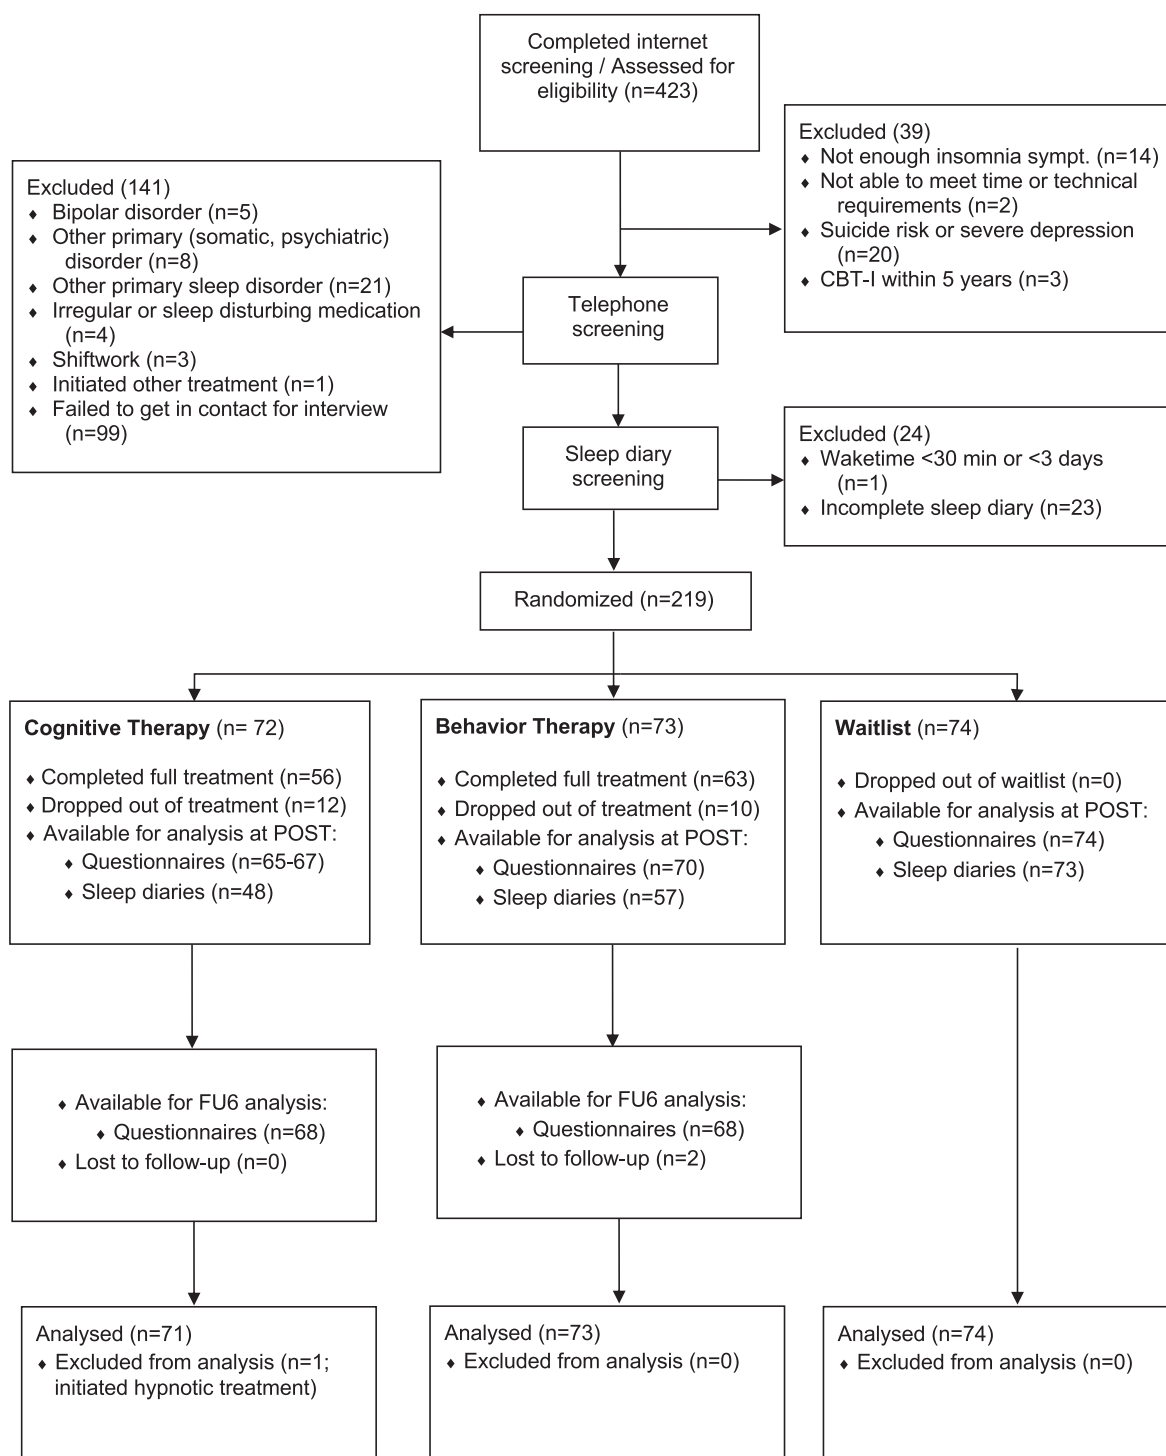 Completed internet
screening / Assessed for
eligibility (n=423)
Excluded (39)
♦ Not enough insomnia sympt. (n=14)
♦ Not able to meet time or technical
requirements (n=2)
♦ Suicide risk or severe depression
(n=20)
♦ CBT-I within 5 years (n=3)
Excluded (141)
♦ Bipolar disorder (n=5)
♦ Other primary (somatic, psychiatric)
disorder (n=8)
♦ Other primary sleep disorder (n=21)
♦ Irregular or sleep disturbing medication
(n=4)
♦ Shiftwork (n=3)
♦ Initiated other treatment (n=1)
♦ Failed to get in contact for interview
(n=99)
Telephone
screening
Sleep diary
screening
Excluded (24)
♦ Waketime <30 min or <3 days
(n=1)
♦ Incomplete sleep diary (n=23)
Randomized (n=219)
Cognitive Therapy (n= 72)
♦ Completed full treatment (n=56)
♦ Dropped out of treatment (n=12)
♦ Available for analysis at POST:
♦ Questionnaires (n=65-67)
♦ Sleep diaries (n=48)
Behavior Therapy (n=73)
♦ Completed full treatment (n=63)
♦ Dropped out of treatment (n=10)
♦ Available for analysis at POST:
♦ Questionnaires (n=70)
♦ Sleep diaries (n=57)
Waitlist (n=74)
♦ Dropped out of waitlist (n=0)
♦ Available for analysis at POST:
♦ Questionnaires (n=74)
♦ Sleep diaries (n=73)
♦ Available for FU6 analysis:
♦ Questionnaires (n=68)
♦ Lost to follow-up (n=0)
♦ Available for FU6 analysis:
♦ Questionnaires (n=68)
♦ Lost to follow-up (n=2)
Analysed (n=71)
♦ Excluded from analysis (n=1;
initiated hypnotic treatment)
Analysed (n=73)
♦ Excluded from analysis (n=0)
Analysed (n=74)
♦ Excluded from analysis (n=0)